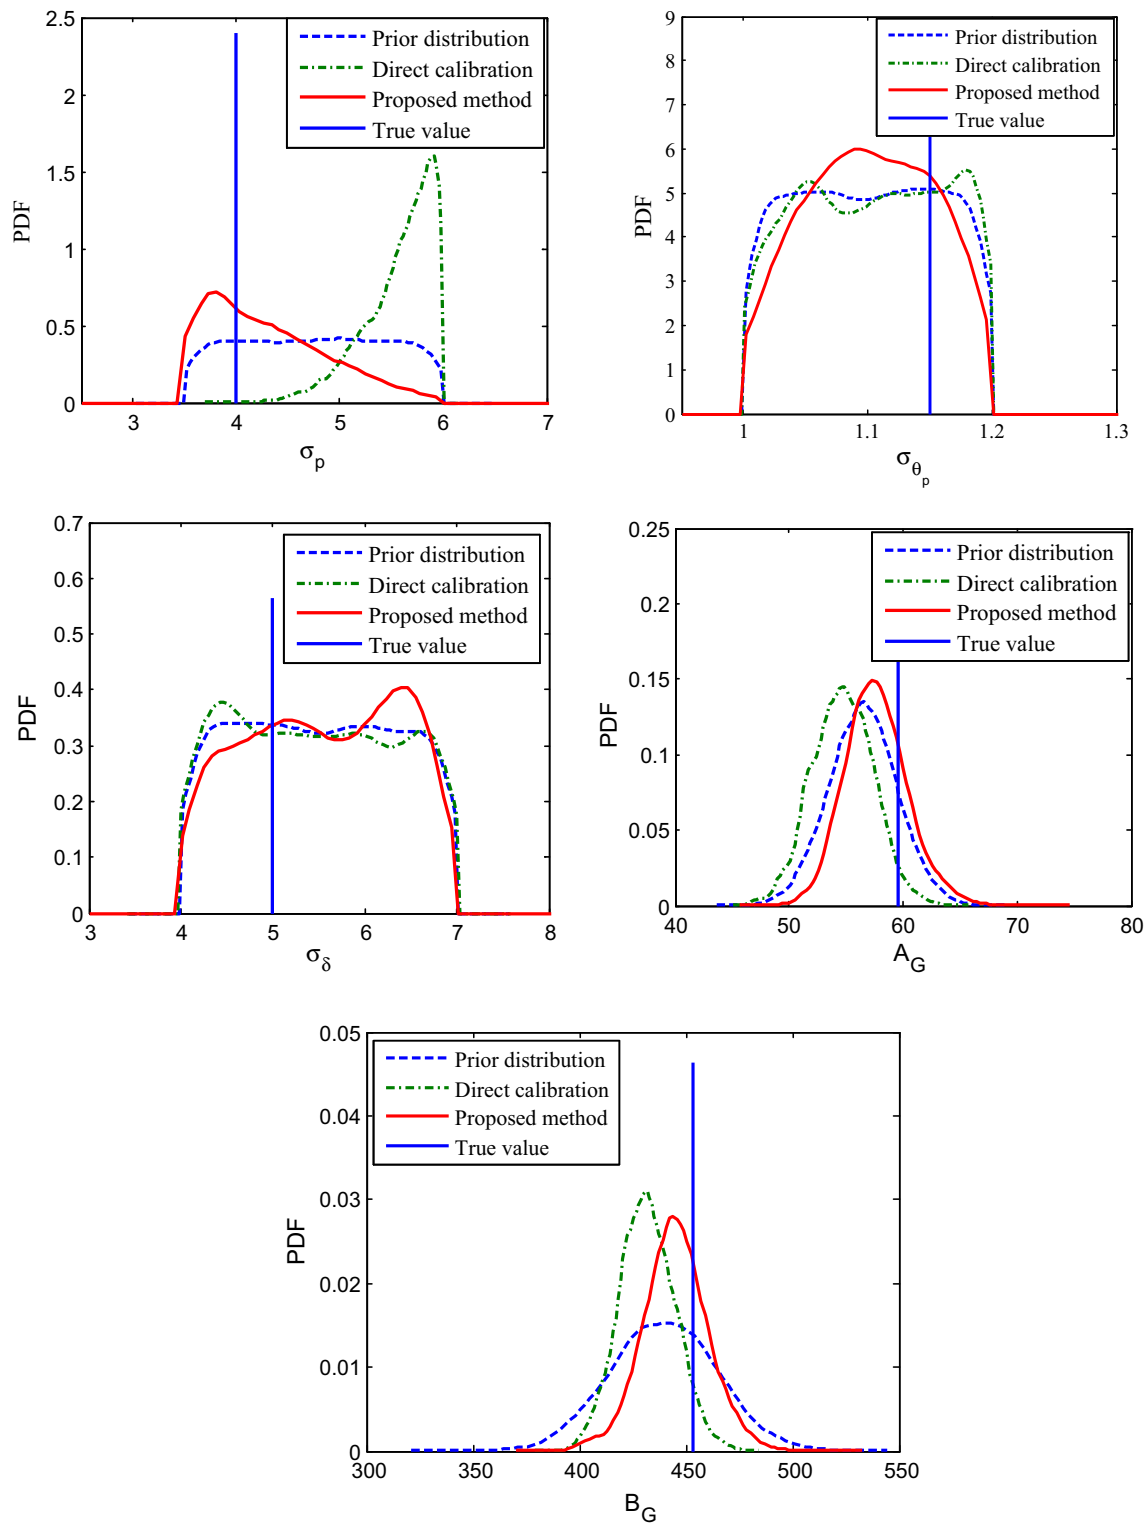 2.5
2
1.5
1
0.5
0
PDF
Prior distribution
Direct calibration
Proposed method
True value
3 4 5 6 7
σp
9
8
7
6
5
4
3
2
1
0
PDF
Prior distribution
Direct calibration
Proposed method
True value
1 1.1 1.2 1.3
σθp
0.7
0.6
0.5
0.4
0.3
0.2
0.1
0
PDF
Prior distribution
Direct calibration
Proposed method
True value
3 4 5 6 7 8
σδ
0.25
0.2
0.15
0.1
0.05
0
PDF
Prior distribution
Direct calibration
Proposed method
True value
40 50 60 70 80
AG
0.05
0.04
0.03
0.02
0.01
0
PDF
Prior distribution
Direct calibration
Proposed method
True value
300 350 400 450 500 550
BG